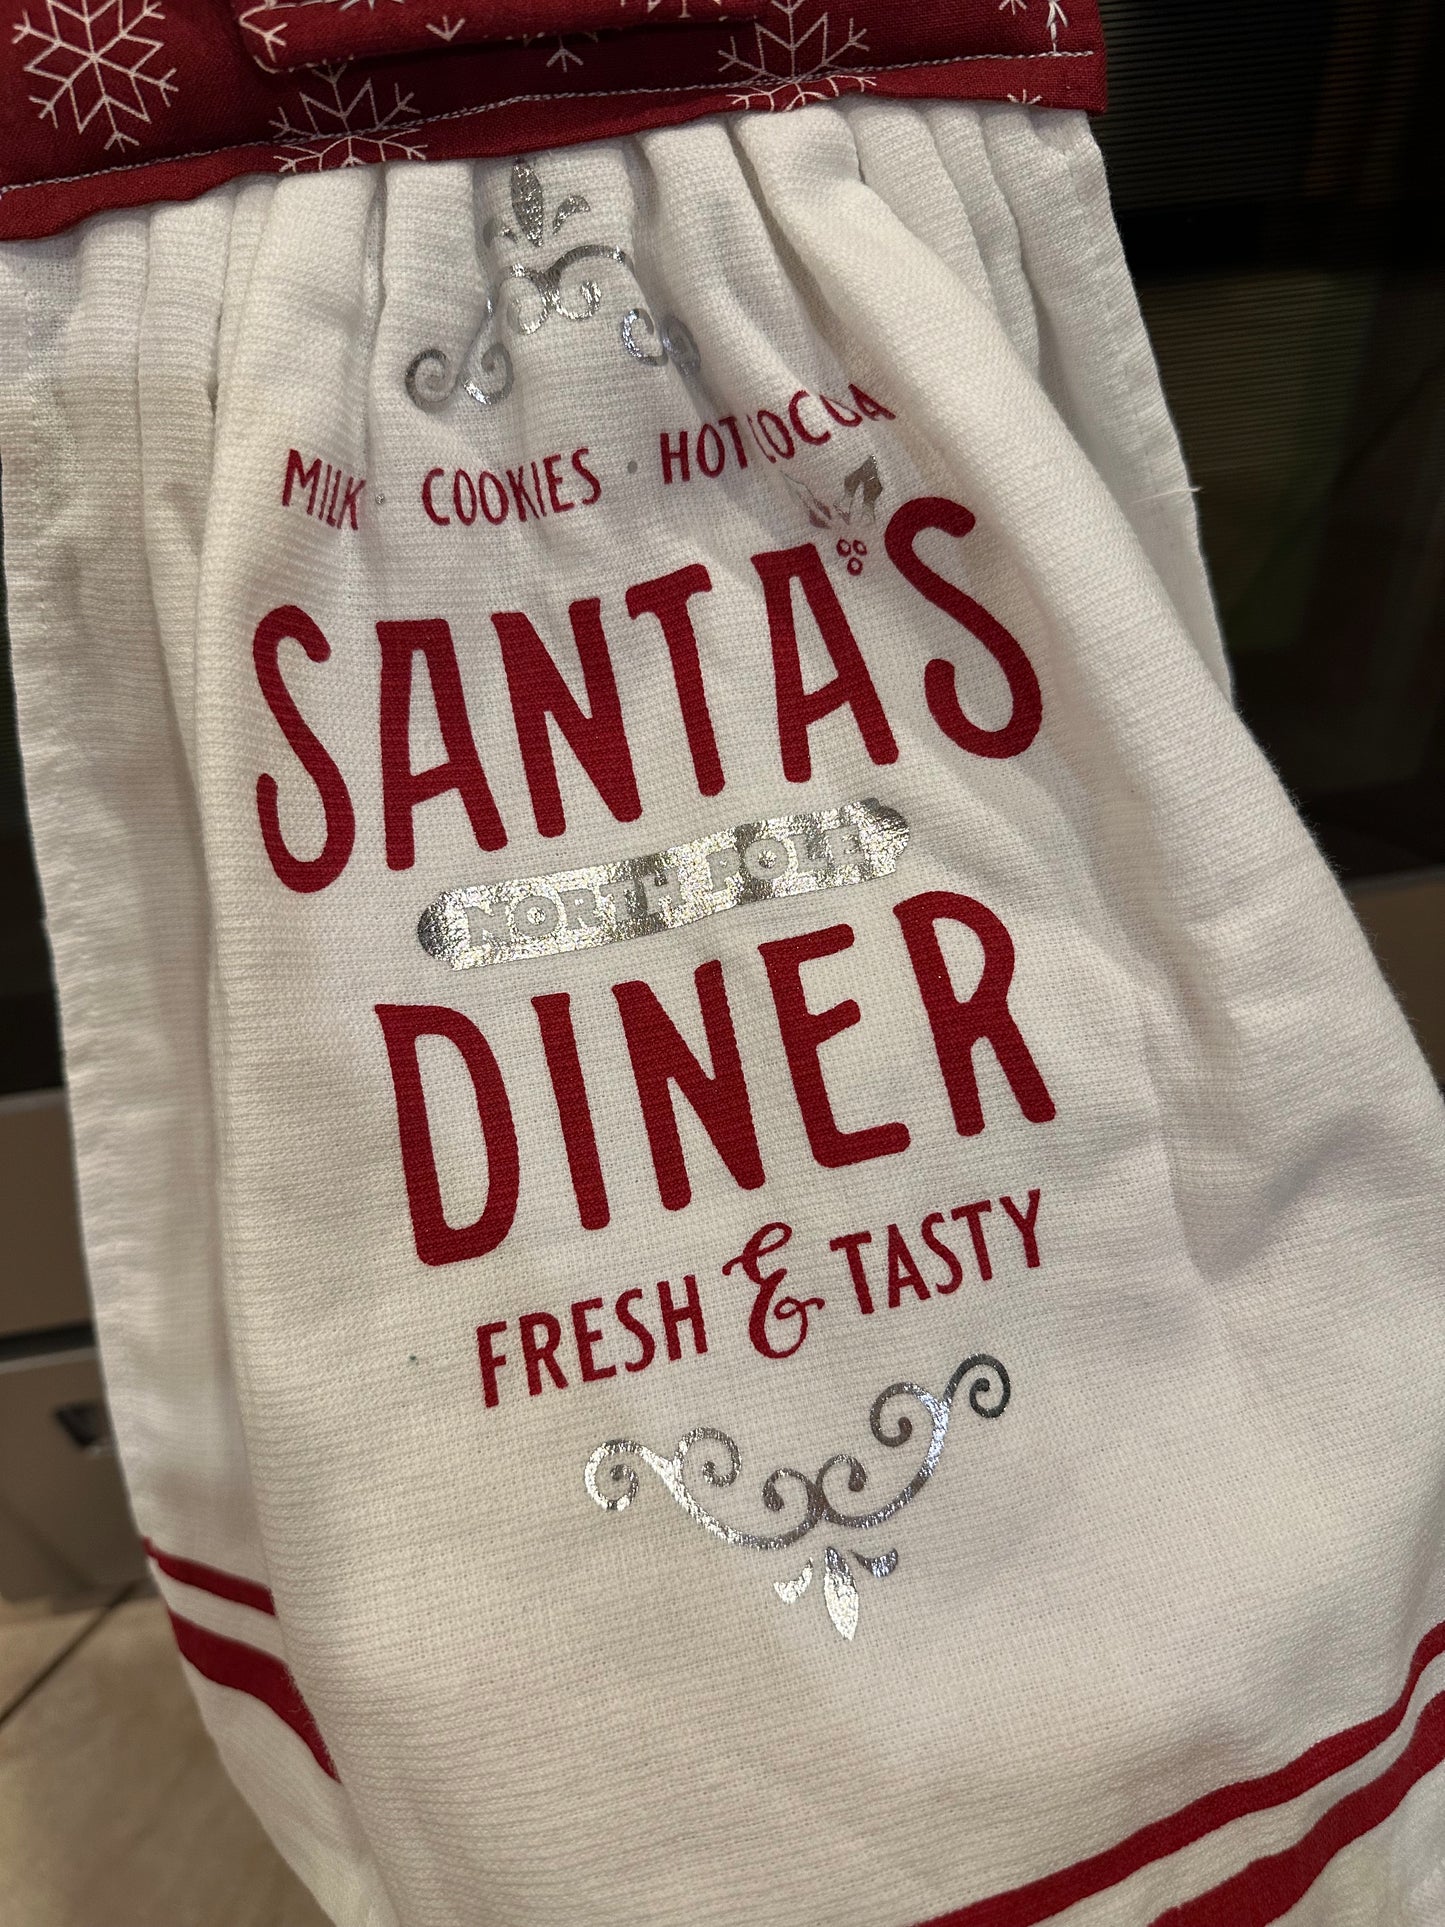 MILK · COOKIES · HOT COCOA
SANTA'S
NORTH POLE
DINER
FRESH & TASTY